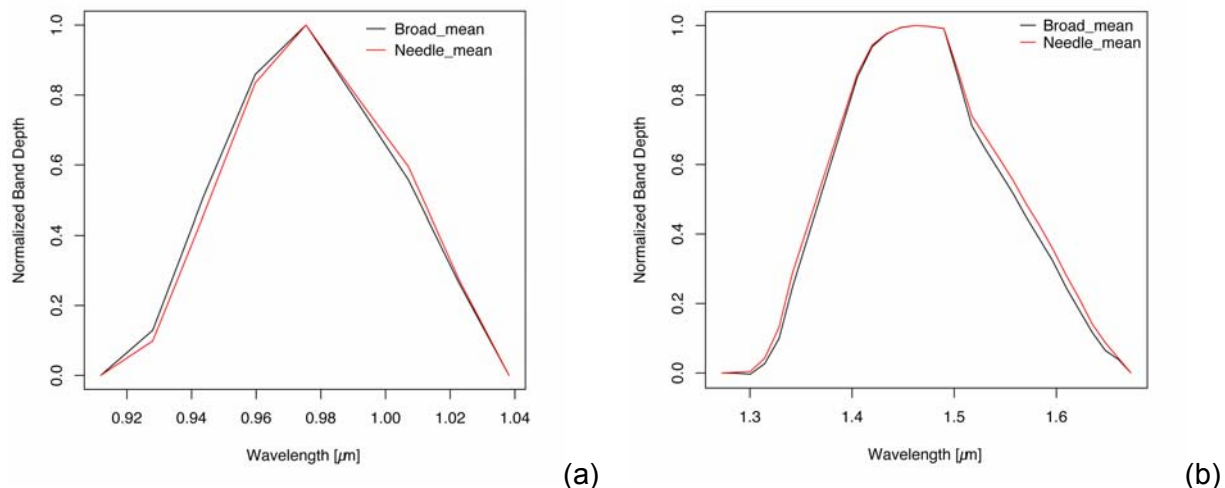 Broad_mean
Needle_mean
Normalized Band Depth
0.0 0.2 0.4 0.6 0.8 1.0
0.92 0.94 0.96 0.98 1.00 1.02 1.04
Wavelength [μm]
(a)
Broad_mean
Needle_mean
Normalized Band Depth
0.0 0.2 0.4 0.6 0.8 1.0
1.3 1.4 1.5 1.6
Wavelength [μm]
(b)